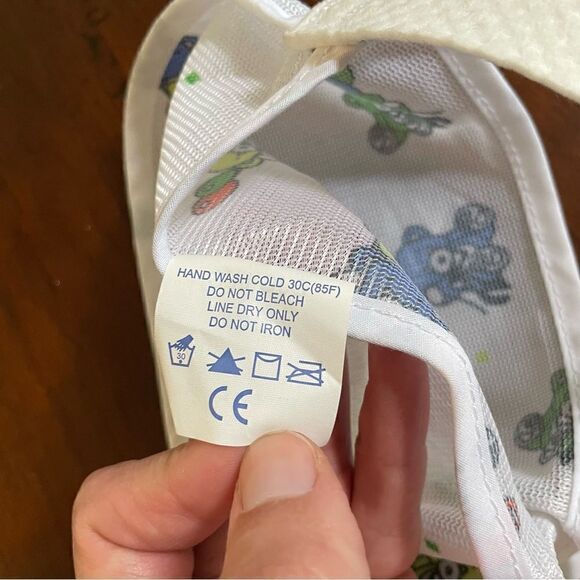 HAND WASH COLD 30C(85F)
DO NOT BLEACH
LINE DRY ONLY
DO NOT IRON
30
CE